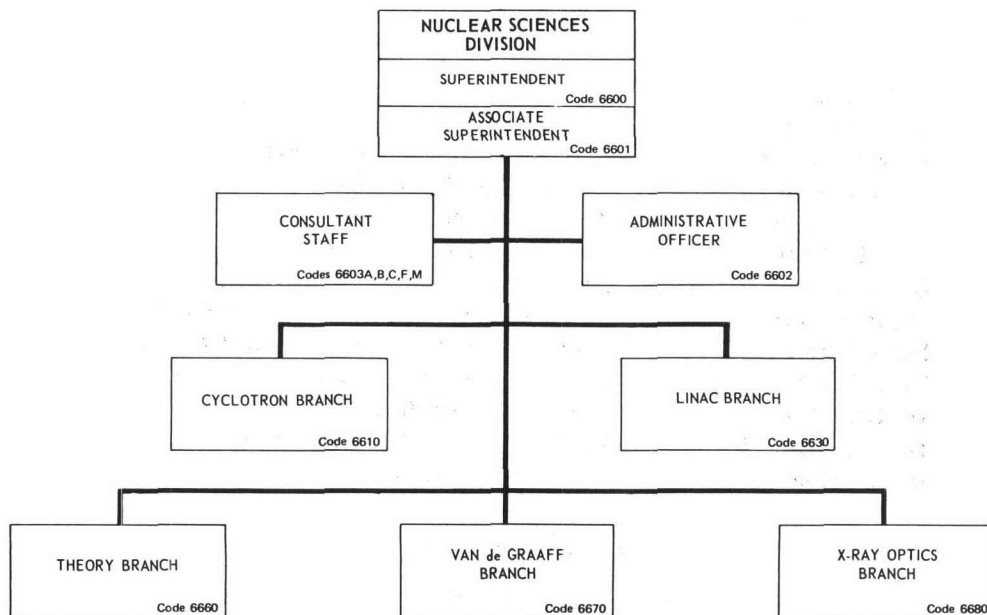 NUCLEAR SCIENCES
DIVISION
SUPERINTENDENT
Code 6600
ASSOCIATE
SUPERINTENDENT
Code 6601
CONSULTANT
STAFF
Codes 6603A,B,C,F,M
ADMINISTRATIVE
OFFICER
Code 6602
CYCLOTRON BRANCH
Code 6610
LINAC BRANCH
Code 6630
THEORY BRANCH
Code 6660
VAN de GRAAFF
BRANCH
Code 6670
X-RAY OPTICS
BRANCH
Code 6680